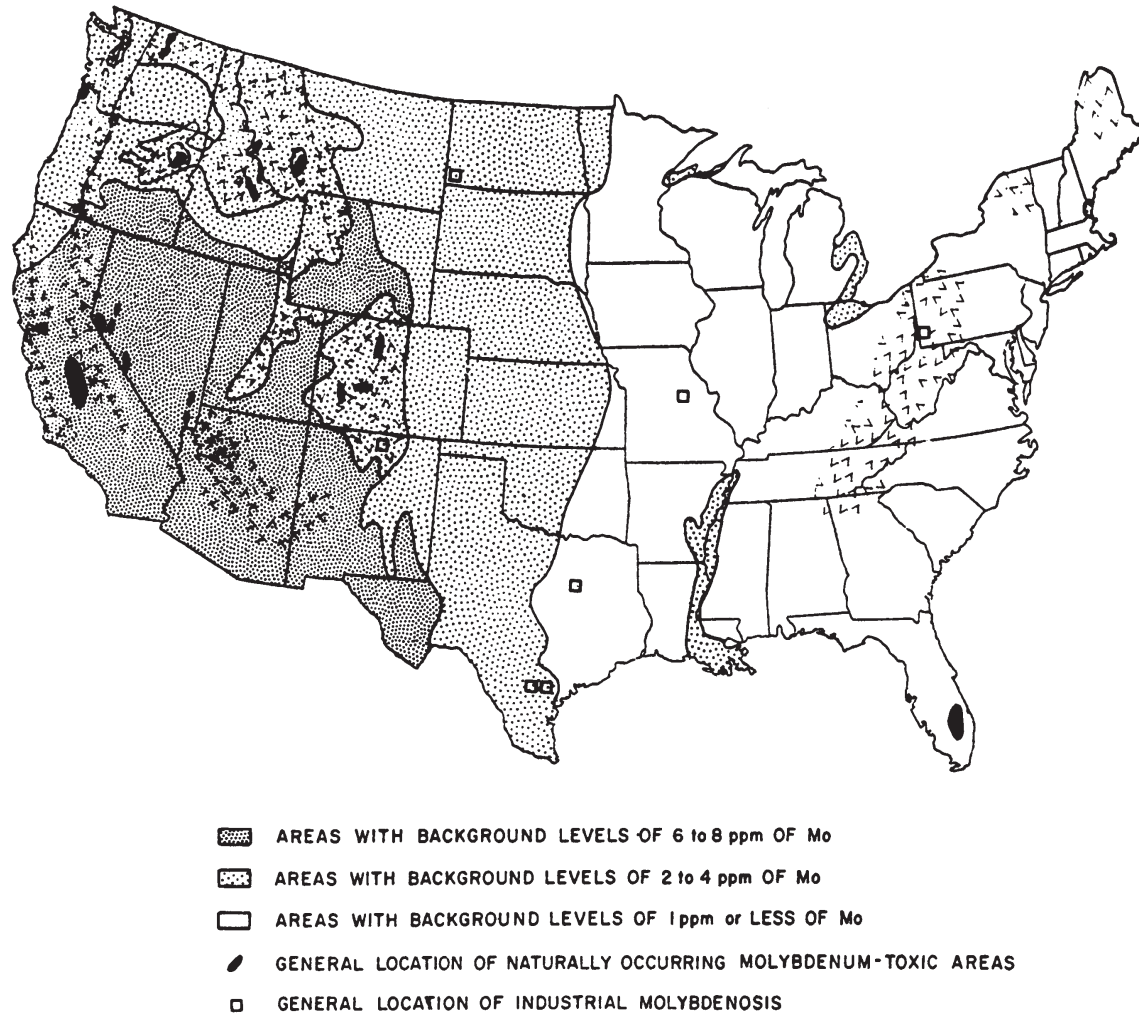 AREAS WITH BACKGROUND LEVELS OF 6 to 8 ppm OF Mo
AREAS WITH BACKGROUND LEVELS OF 2 to 4 ppm OF Mo
AREAS WITH BACKGROUND LEVELS OF 1 ppm or LESS OF Mo
GENERAL LOCATION OF NATURALLY OCCURRING MOLYBDENUM-TOXIC AREAS
GENERAL LOCATION OF INDUSTRIAL MOLYBDENOSIS